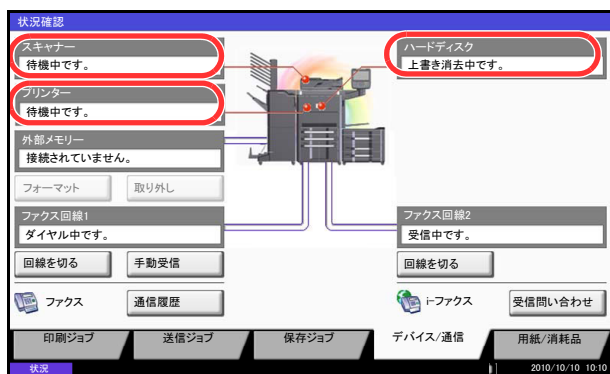 状況確認
スキャナー
待機中です。
ハードディスク
上書き消去中です。
プリンター
待機中です。
外部メモリー
接続されていません。
フォーマット
取り外し
ファクス回線1
ダイヤル中です。
ファクス回線2
受信中です。
回線を切る
手動受信
回線を切る
ファクス
通信履歴
i-ファクス
受信問い合わせ
印刷ジョブ
送信ジョブ
保存ジョブ
デバイス/通信
用紙/消耗品
状況
2010/10/10 10:10